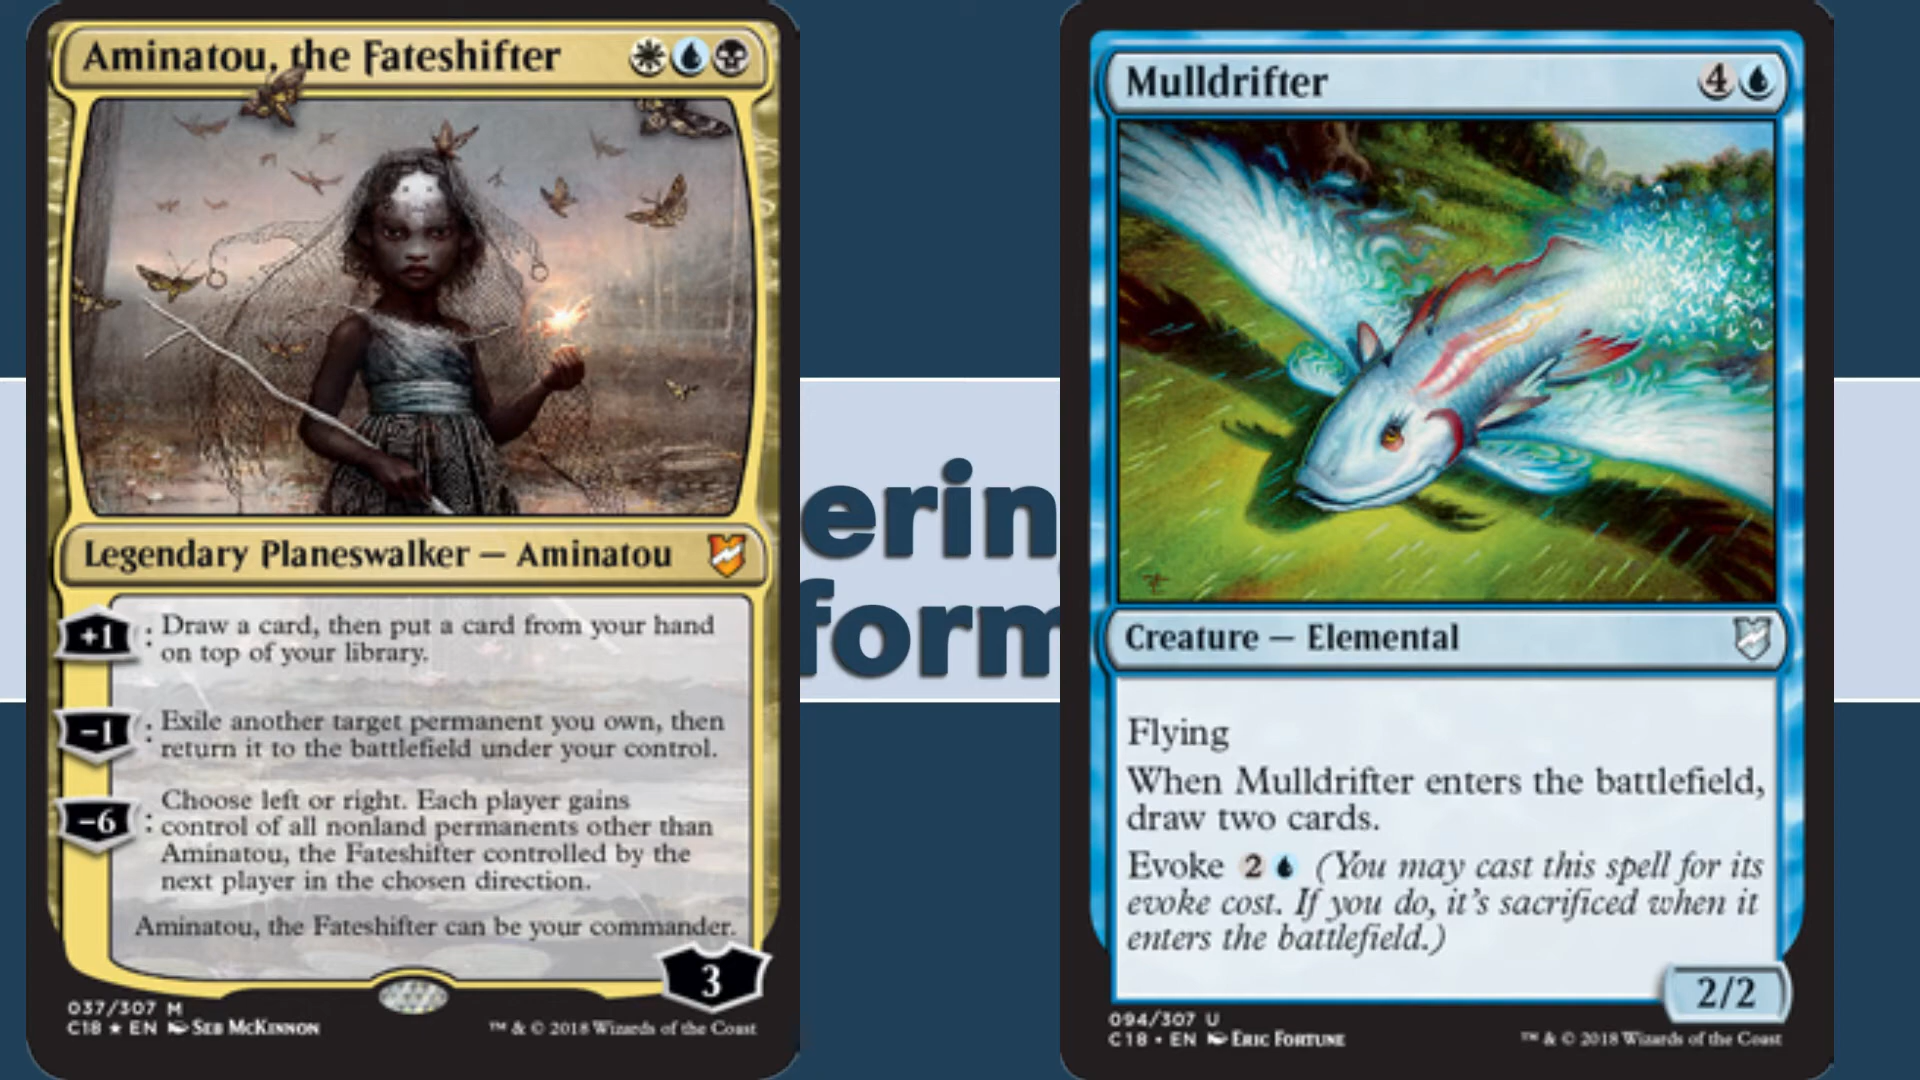 Aminatou, the Fateshifter
Legendary Planeswalker — Aminatou
+1 : Draw a card, then put a card from your hand
on top of your library.
−1 : Exile another target permanent you own, then
return it to the battlefield under your control.
Choose left or right. Each player gains
−6 : control of all nonland permanents other than
Aminatou, the Fateshifter controlled by the
next player in the chosen direction.
Aminatou, the Fateshifter can be your commander.
3
037/307 M
C18 ★ EN Seb McKinnon
™ & © 2018 Wizards of the Coast
erin
form
Mulldrifter 4
Creature — Elemental
Flying
When Mulldrifter enters the battlefield,
draw two cards.
Evoke 2 (You may cast this spell for its
evoke cost. If you do, it's sacrificed when it
enters the battlefield.)
2/2
094/307 U
C18 • EN Eric Fortune
™ & © 2018 Wizards of the Coast